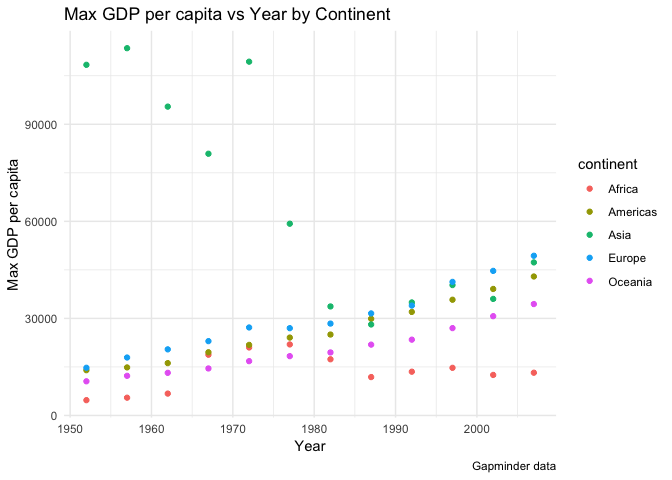 Max GDP per capita vs Year by Continent
Max GDP per capita
90000
60000
30000
0
1950
1960
1970
1980
1990
2000
Year
continent
Africa
Americas
Asia
Europe
Oceania
Gapminder data